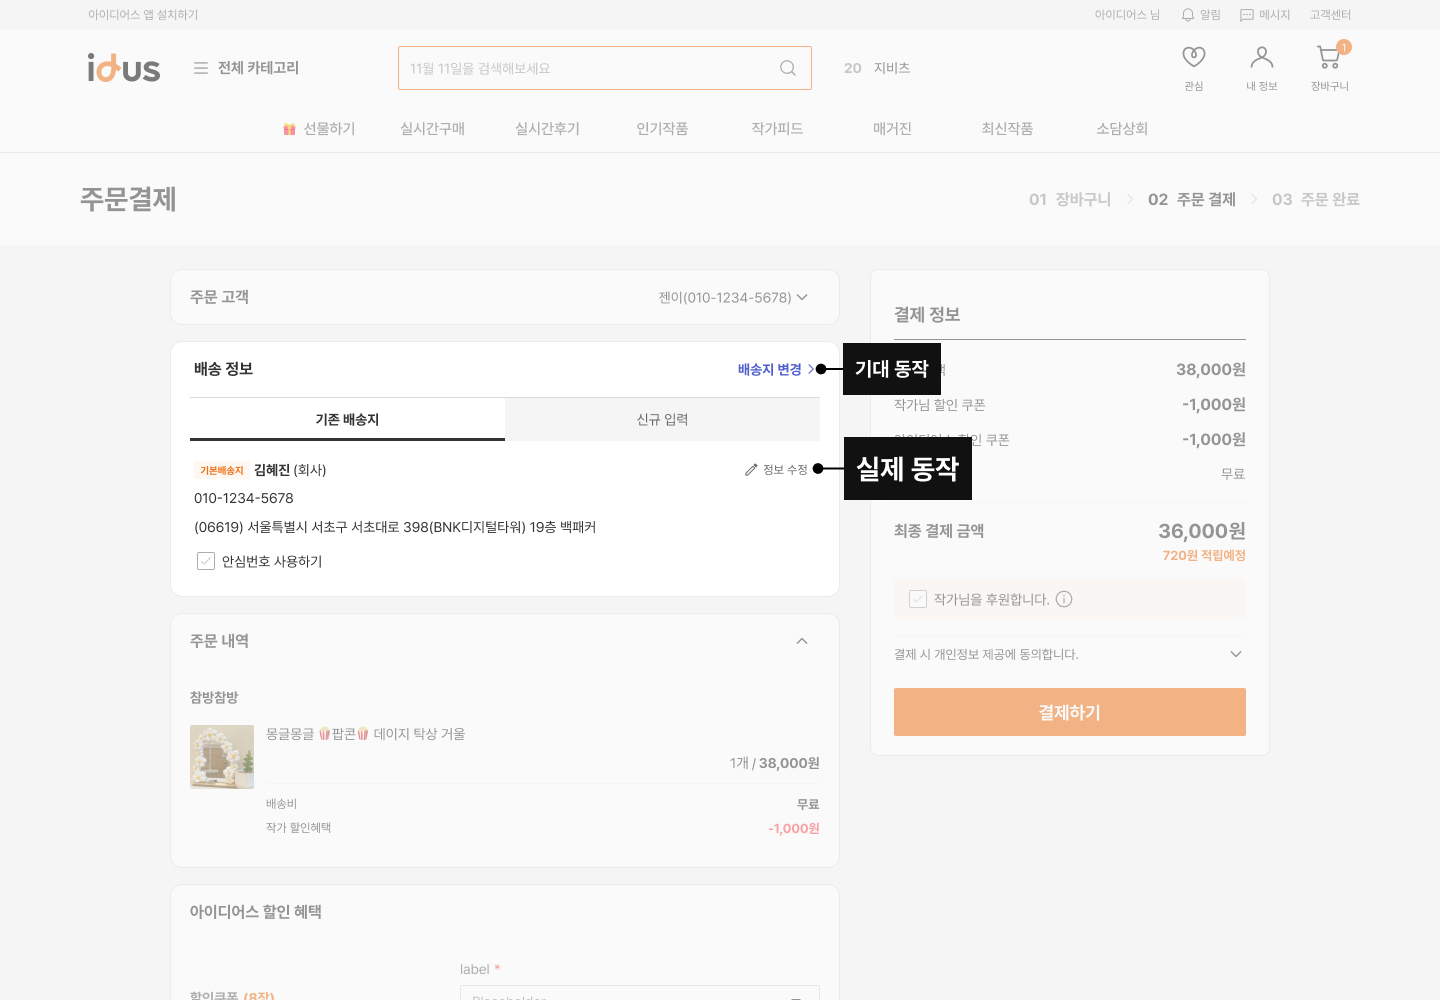 아이디어스 앱 설치하기
아이디어스 님 알림 메시지 고객센터
idus 전체 카테고리 11월 11일을 검색해보세요 20 지비츠 1
관심 내 정보 장바구니
선물하기 실시간구매 실시간후기 인기작품 작가피드 매거진 최신작품 소담상회
주문결제 01 장바구니 02 주문 결제 03 주문 완료
주문 고객 젠이(010-1234-5678)
배송 정보 배송지 변경
기대 동작
기존 배송지 신규 입력
실제 동작
기본배송지 김혜진 (회사) 정보 수정
010-1234-5678
(06619) 서울특별시 서초구 서초대로 398(BNK디지털타워) 19층 백패커
안심번호 사용하기
주문 내역
참방참방
몽글몽글 🍿팝콘🍿 데이지 탁상 거울
1개 / 38,000원
배송비 무료
작가 할인혜택 -1,000원
아이디어스 할인 혜택
label *
할인쿠폰 (8장) Placeholder
결제 정보
38,000원
작가님 할인 쿠폰 -1,000원
쿠폰 -1,000원
무료
최종 결제 금액 36,000원
720원 적립예정
작가님을 후원합니다.
결제 시 개인정보 제공에 동의합니다.
결제하기